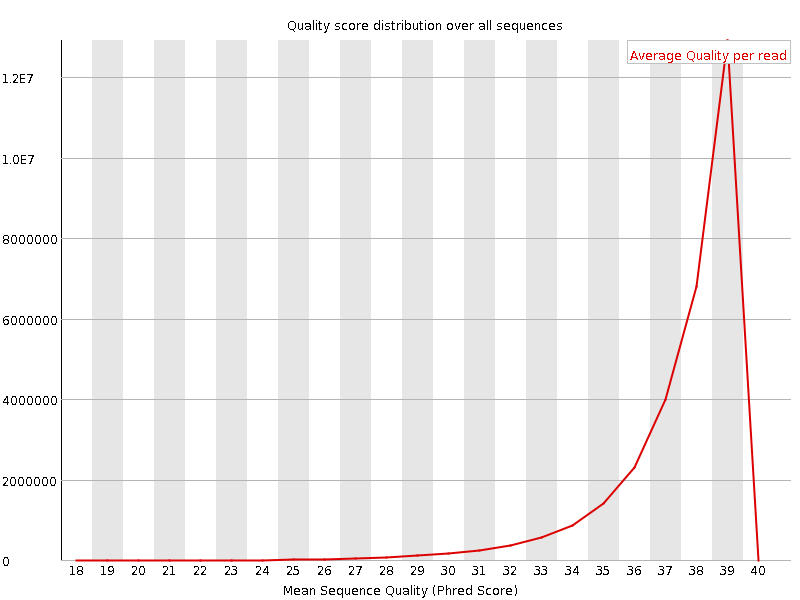 Quality score distribution over all sequences
Average Quality per read
1.2E7
1.0E7
8000000
6000000
4000000
2000000
0
18 19 20 21 22 23 24 25 26 27 28 29 30 31 32 33 34 35 36 37 38 39 40
Mean Sequence Quality (Phred Score)